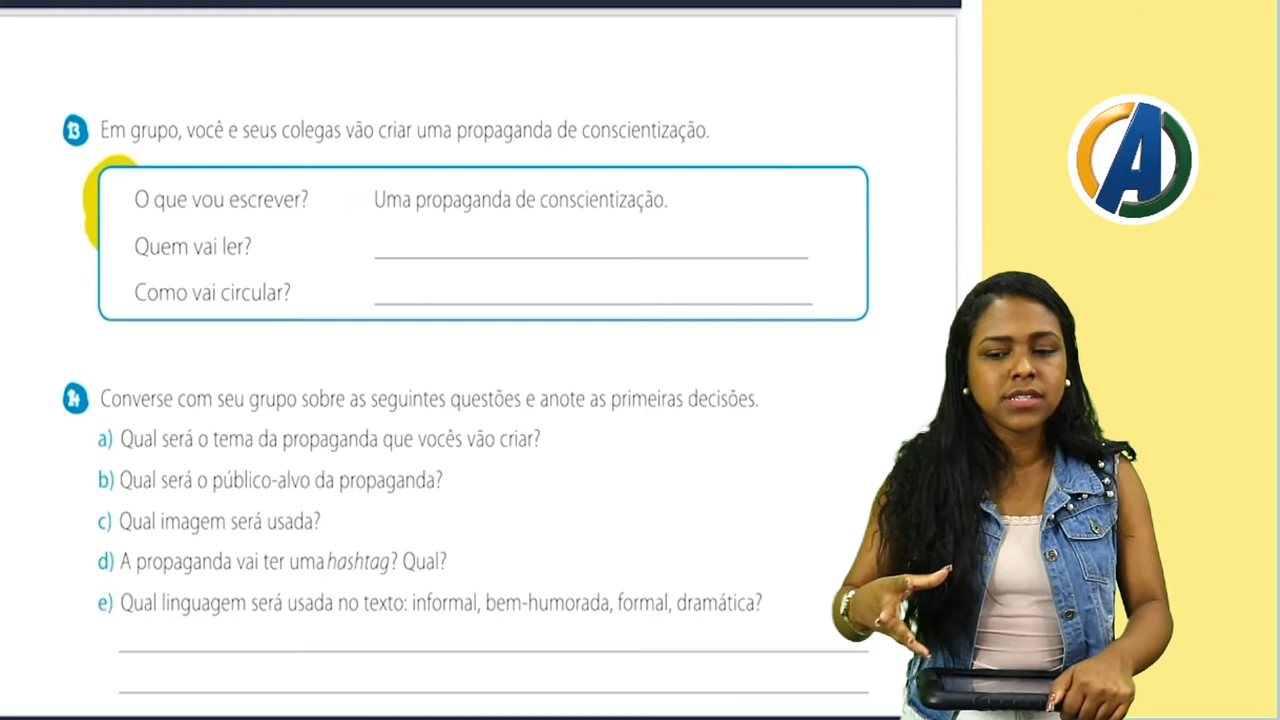 13 Em grupo, você e seus colegas vão criar uma propaganda de conscientização.
O que vou escrever? Uma propaganda de conscientização.
Quem vai ler?
Como vai circular?
14 Converse com seu grupo sobre as seguintes questões e anote as primeiras decisões.
a) Qual será o tema da propaganda que vocês vão criar?
b) Qual será o público-alvo da propaganda?
c) Qual imagem será usada?
d) A propaganda vai ter uma hashtag? Qual?
e) Qual linguagem será usada no texto: informal, bem-humorada, formal, dramática?
A